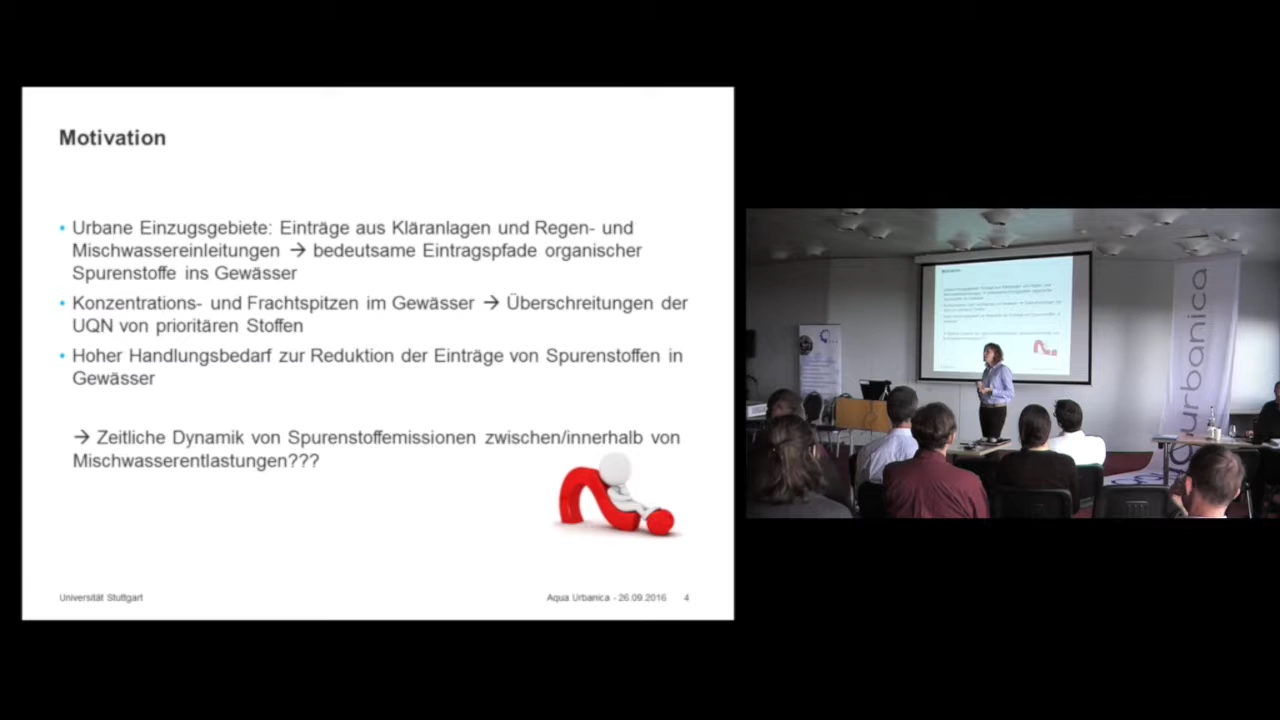 Motivation
• Urbane Einzugsgebiete: Einträge aus Kläranlagen und Regen- und
Mischwassereinleitungen → bedeutsame Eintragspfade organischer
Spurenstoffe ins Gewässer
• Konzentrations- und Frachtspitzen im Gewässer → Überschreitungen der
UQN von prioritären Stoffen
• Hoher Handlungsbedarf zur Reduktion der Einträge von Spurenstoffen in
Gewässer
→ Zeitliche Dynamik von Spurenstoffemissionen zwischen/innerhalb von
Mischwasserentlastungen???
Universität Stuttgart
Aqua Urbanica - 26.09.2016 4
Motivation
urbanica